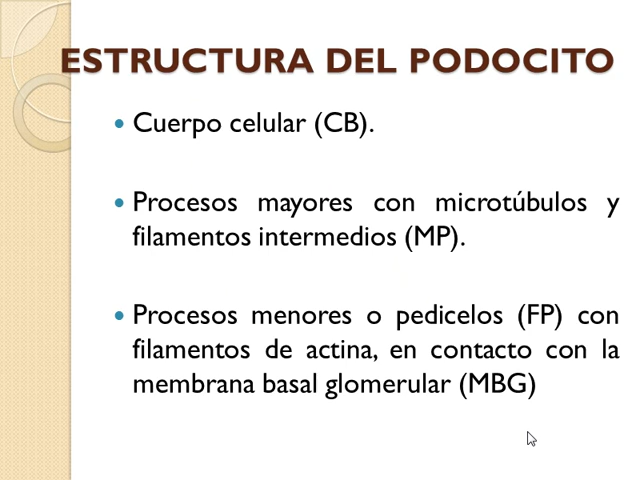 ESTRUCTURA DEL PODOCITO
• Cuerpo celular (CB).
• Procesos mayores con microtúbulos y
filamentos intermedios (MP).
• Procesos menores o pedicelos (FP) con
filamentos de actina, en contacto con la
membrana basal glomerular (MBG)